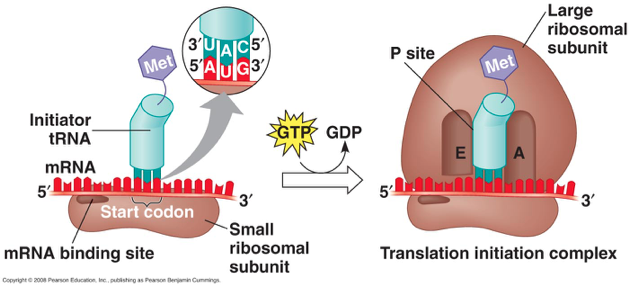 3' U A C 5'
5' A U G 3'
Met
Initiator
tRNA
mRNA
5'
3'
Start codon
mRNA binding site
Small
ribosomal
subunit
GTP
GDP
Large
ribosomal
subunit
P site
Met
E
A
5'
3'
Translation initiation complex
Copyright © 2008 Pearson Education, Inc., publishing as Pearson Benjamin Cummings.